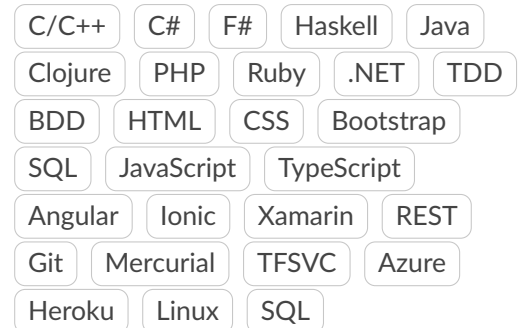 C/C++ C# F# Haskell Java
Clojure PHP Ruby .NET TDD
BDD HTML CSS Bootstrap
SQL JavaScript TypeScript
Angular Ionic Xamarin REST
Git Mercurial TFSVC Azure
Heroku Linux SQL